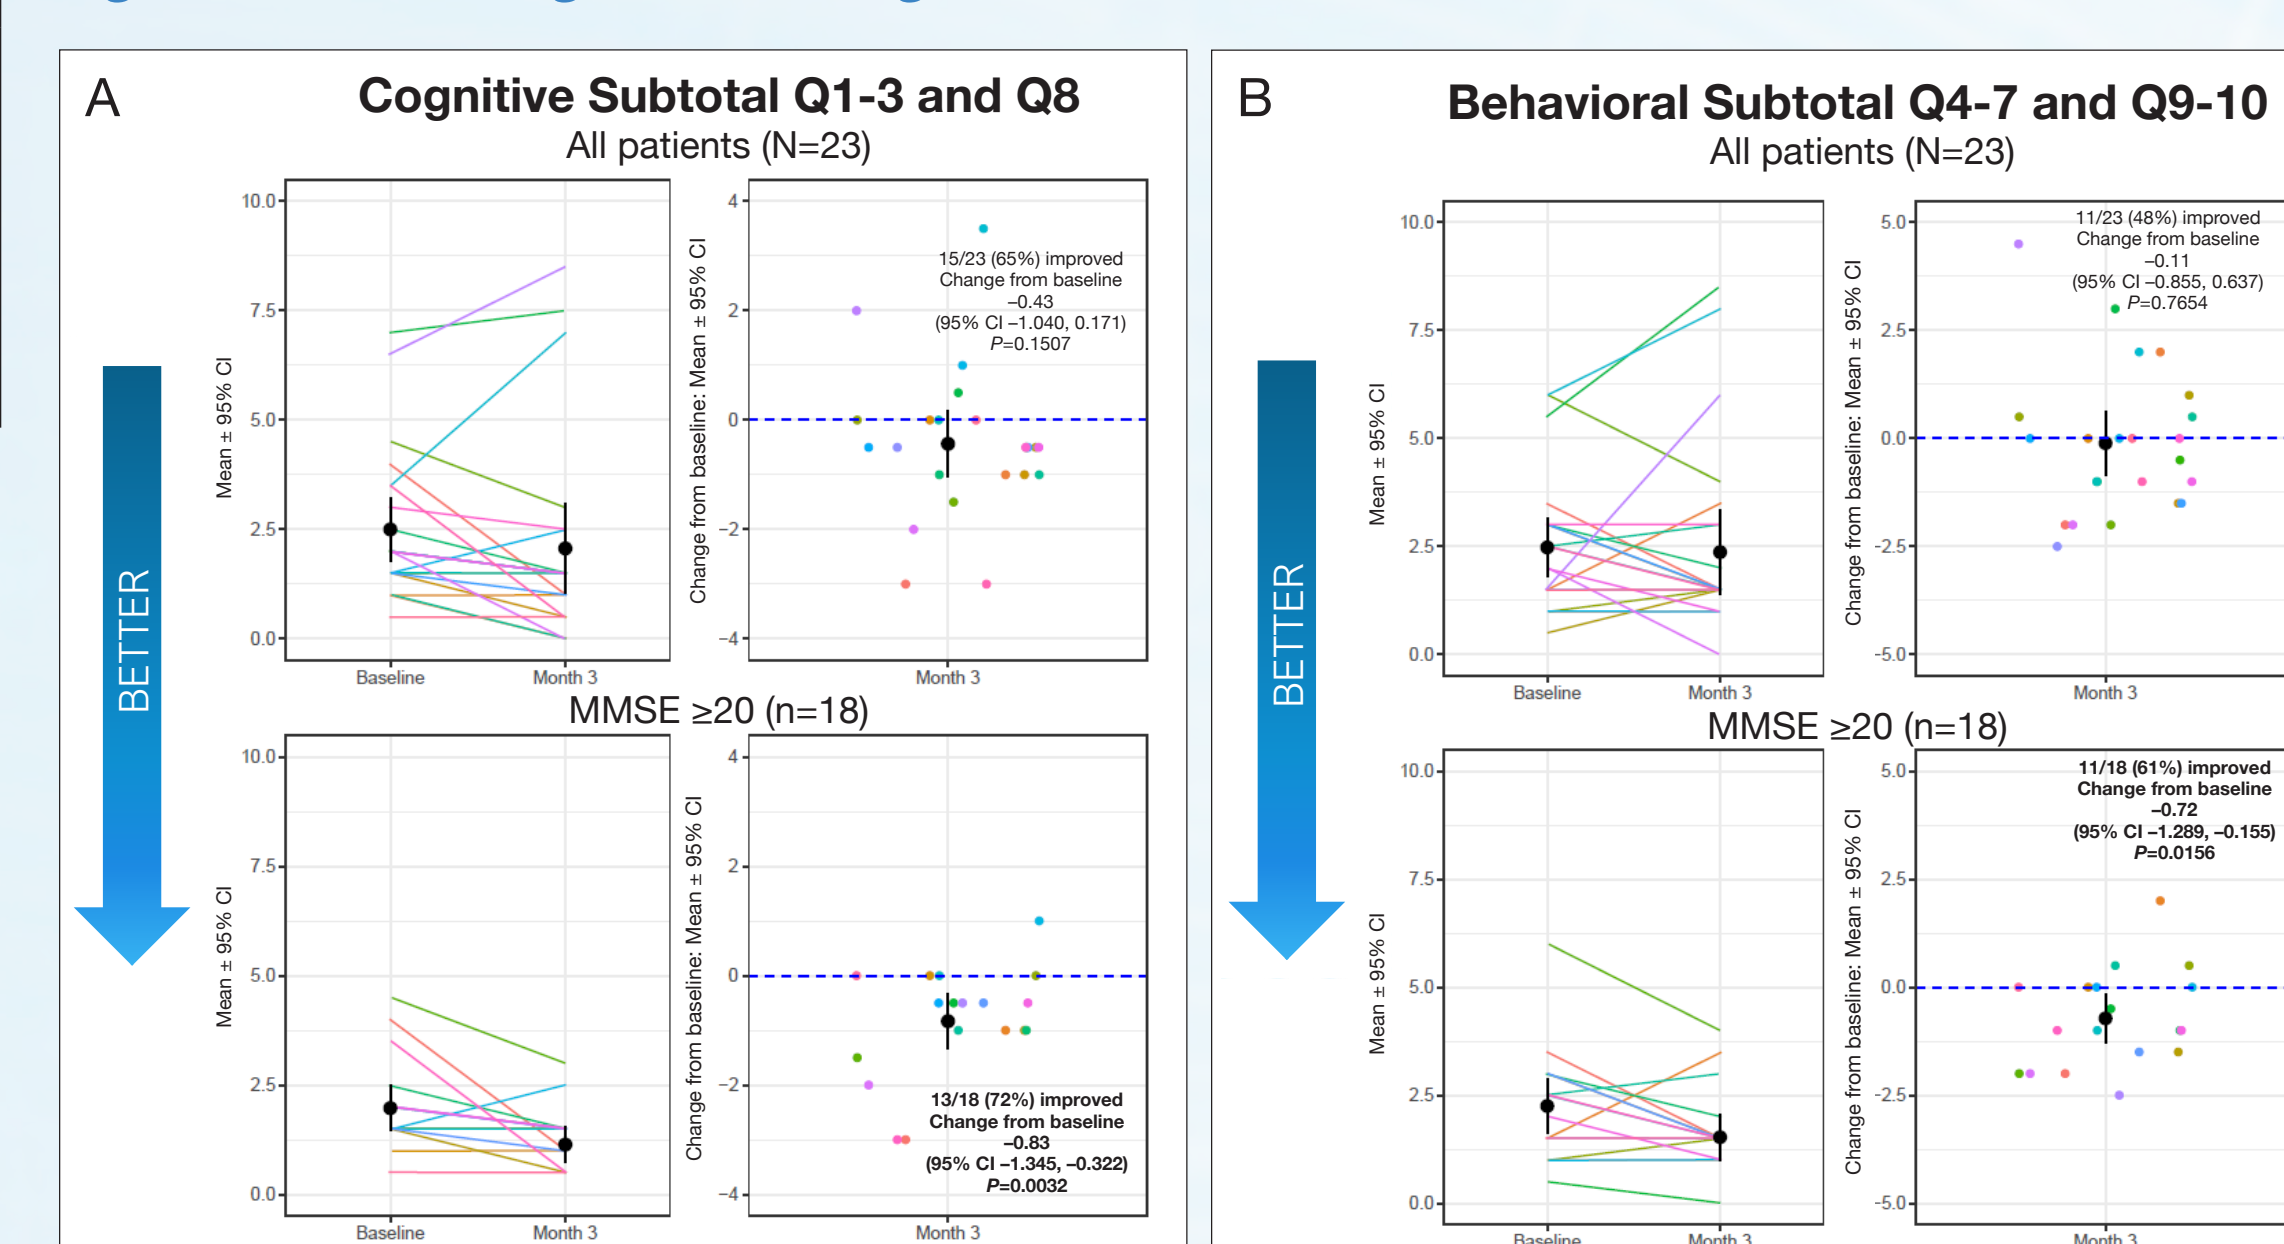 A
Cognitive Subtotal Q1-3 and Q8
All patients (N=23)
BETTER
Mean ± 95% CI
10.0
7.5
5.0
2.5
0.0
Baseline
Month 3
Change from baseline: Mean ± 95% CI
4
2
0
−2
−4
15/23 (65%) improved
Change from baseline
−0.43
(95% CI −1.040, 0.171)
P=0.1507
Month 3
MMSE ≥20 (n=18)
Mean ± 95% CI
10.0
7.5
5.0
2.5
0.0
Baseline
Month 3
Change from baseline: Mean ± 95% CI
4
2
0
−2
−4
13/18 (72%) improved
Change from baseline
−0.83
(95% CI −1.345, −0.322)
P=0.0032
Month 3
B
Behavioral Subtotal Q4-7 and Q9-10
All patients (N=23)
BETTER
Mean ± 95% CI
10.0
7.5
5.0
2.5
0.0
Baseline
Month 3
Change from baseline: Mean ± 95% CI
5.0
2.5
0.0
-2.5
-5.0
11/23 (48%) improved
Change from baseline
−0.11
(95% CI −0.855, 0.637)
P=0.7654
Month 3
MMSE ≥20 (n=18)
Mean ± 95% CI
10.0
7.5
5.0
2.5
0.0
Baseline
Month 3
Change from baseline: Mean ± 95% CI
5.0
2.5
0.0
-2.5
-5.0
11/18 (61%) improved
Change from baseline
−0.72
(95% CI −1.289, −0.155)
P=0.0156
Month 3